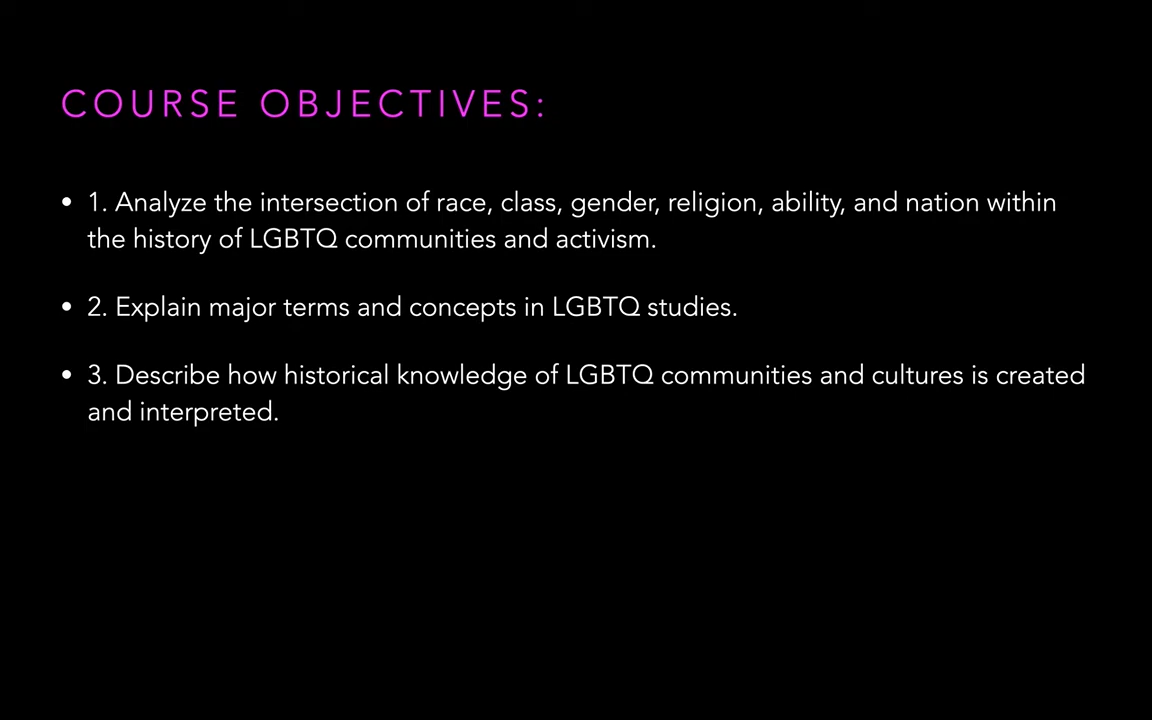 COURSE OBJECTIVES:
• 1. Analyze the intersection of race, class, gender, religion, ability, and nation within
the history of LGBTQ communities and activism.
• 2. Explain major terms and concepts in LGBTQ studies.
• 3. Describe how historical knowledge of LGBTQ communities and cultures is created
and interpreted.